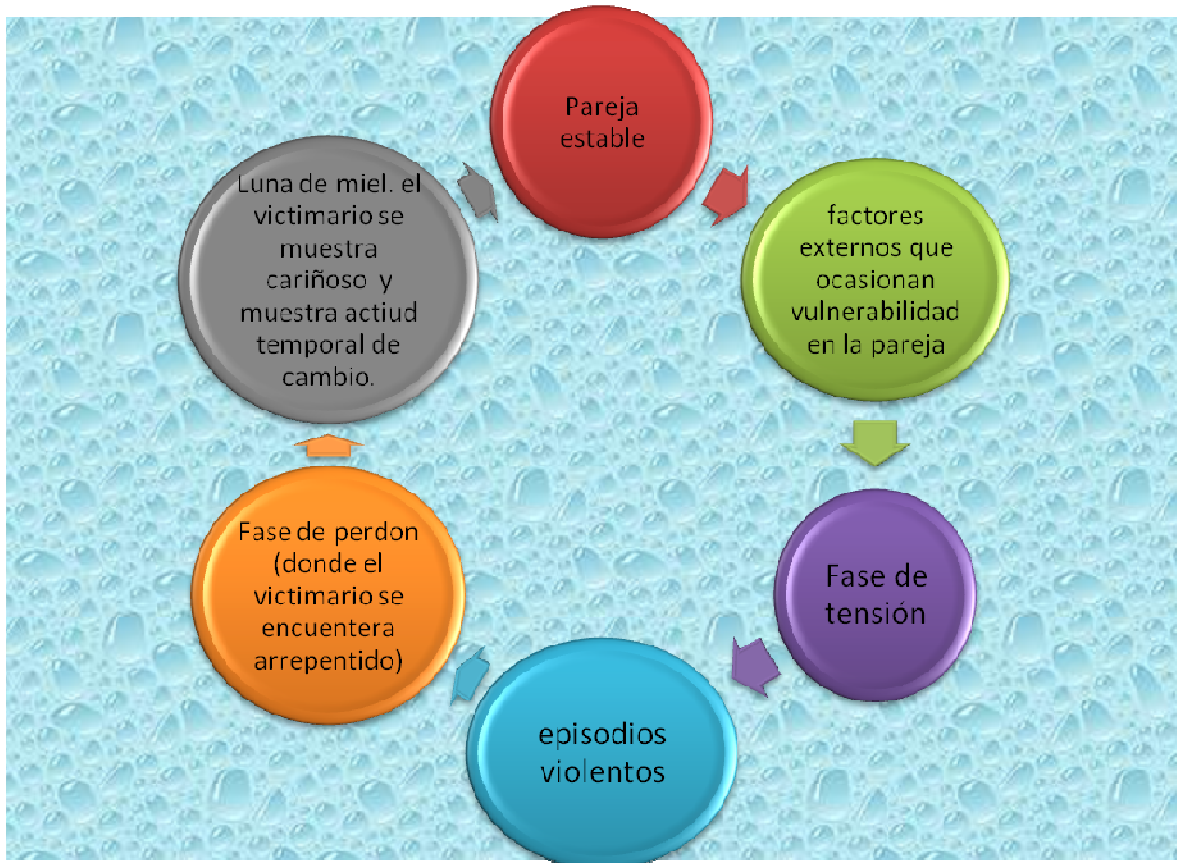 Pareja
estable
factores
externos que
ocasionan
vulnerabilidad
en la pareja
Fase de
tensión
episodios
violentos
Fase de perdon
(donde el
victimario se
encuentera
arrepentido)
Luna de miel. el
victimario se
muestra
cariñoso y
muestra actiud
temporal de
cambio.